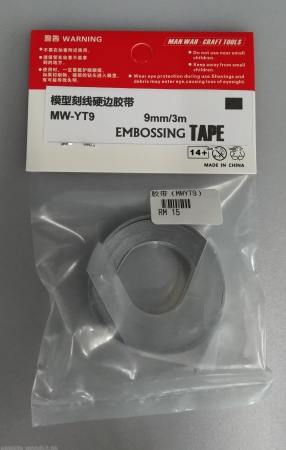 警告 WARNING
MAN WAH - CRAFT TOOLS
Do not use near small
children.
Keep away from small
children.
Wear eye protection during use.Shavings and
debris may enter eyes, causing loss of eyesight.
模型刻线硬边胶带
MW-YT9
9mm/3m
EMBOSSING TAPE
14+
MADE IN CHINA
胶带 (MWYT9)
RM 15